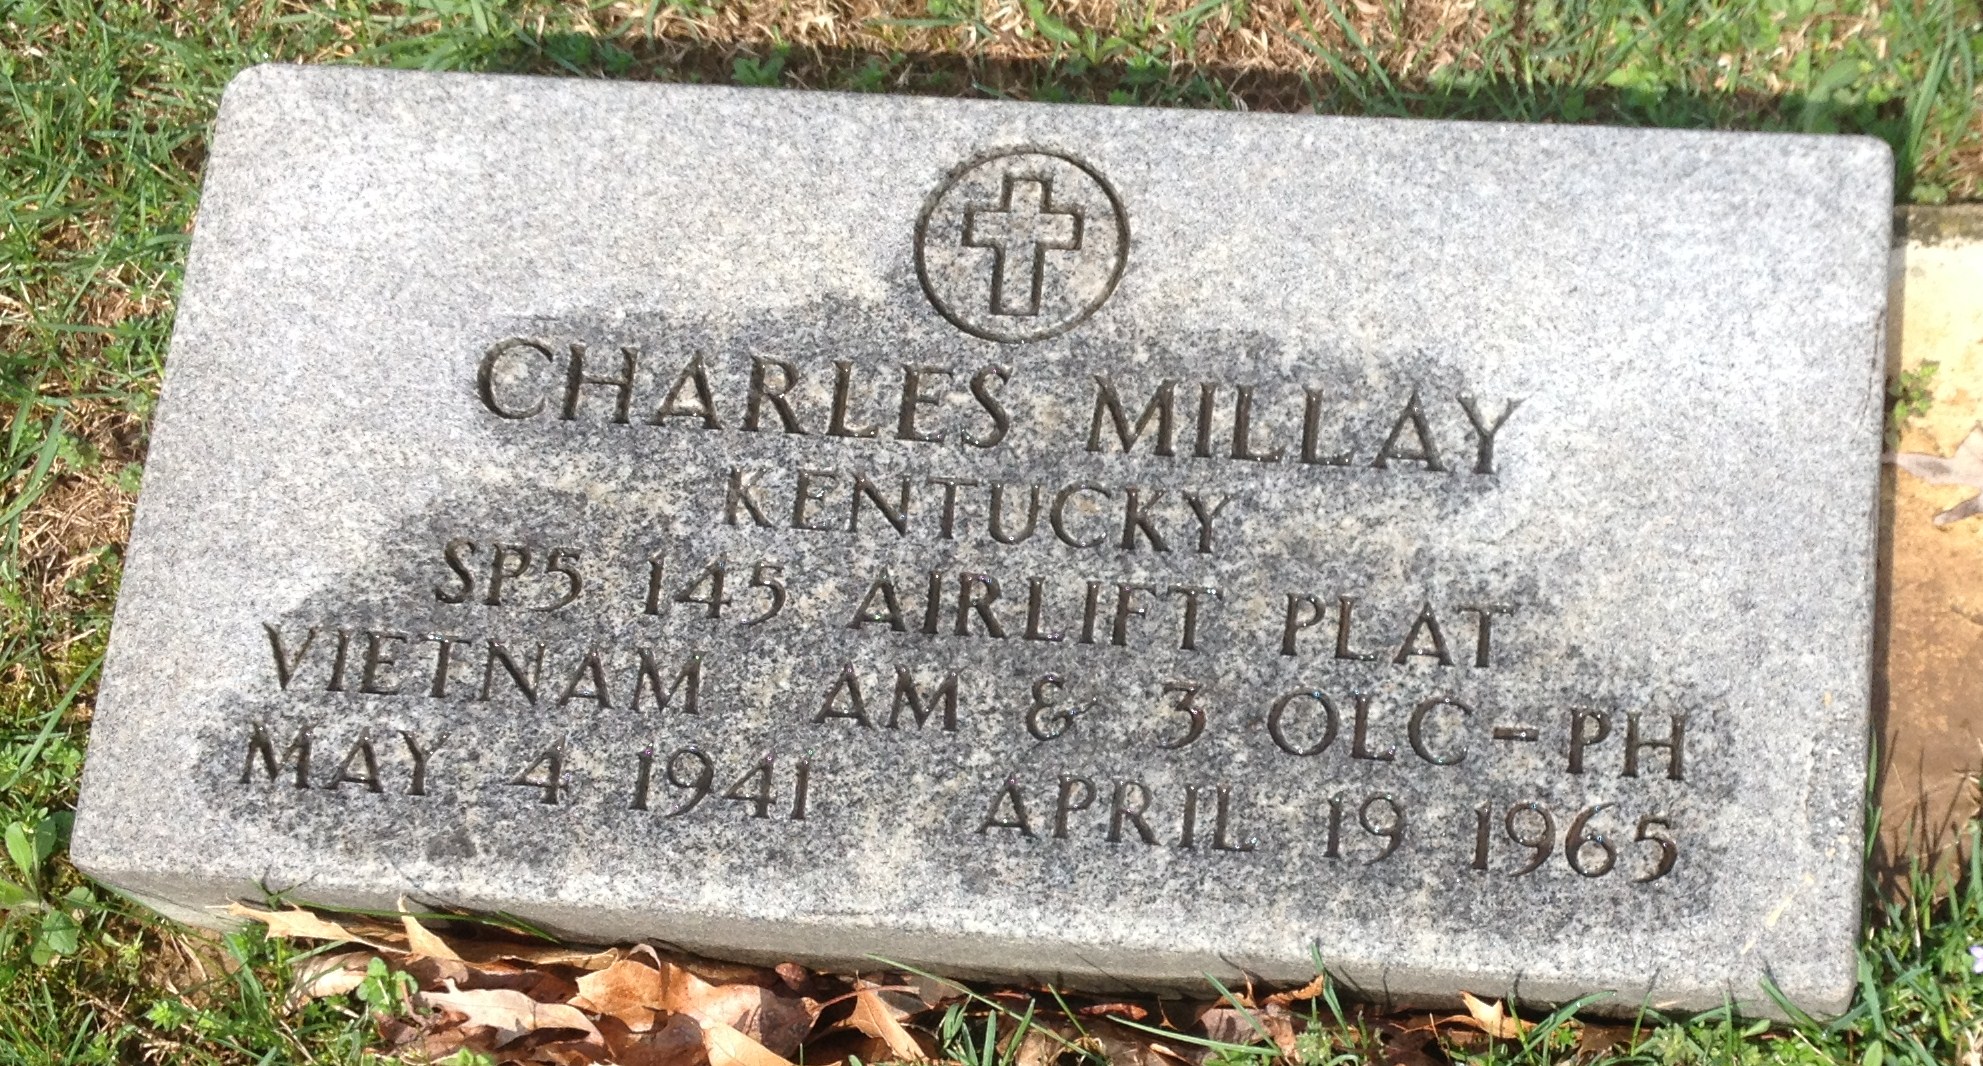 CHARLES MILLAY
KENTUCKY
SP5 145 AIRLIFT PLAT
VIETNAM AM & 3 OLC-PH
MAY 4 1941 APRIL 19 1965